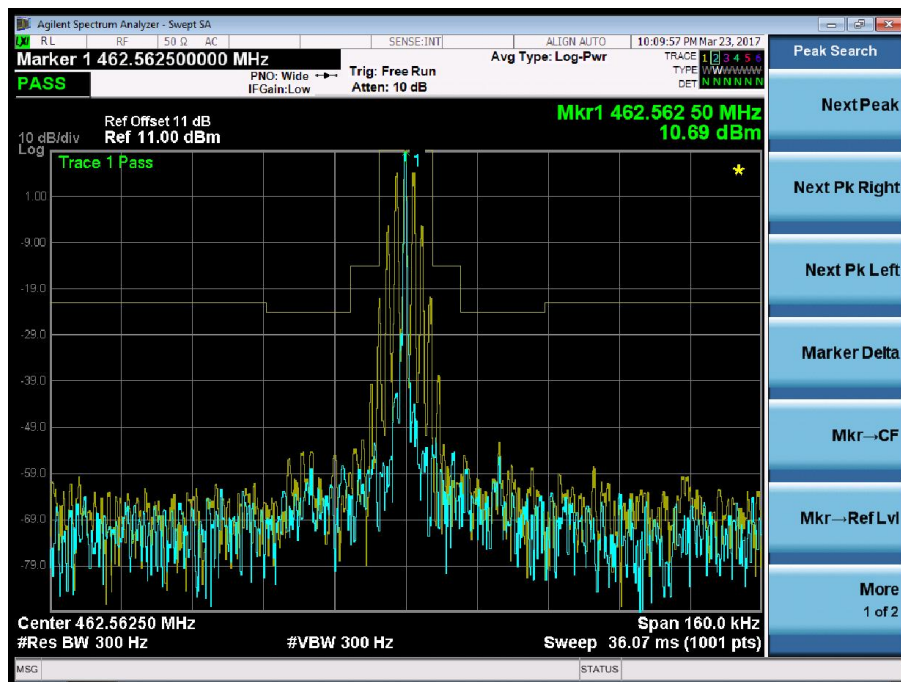 Agilent Spectrum Analyzer - Swept SA
LXI RL RF 50 Ω AC SENSE:INT ALIGN AUTO 10:09:57 PM Mar 23, 2017
Marker 1 462.562500000 MHz
Avg Type: Log-Pwr
TRACE 1 2 3 4 5 6
TYPE WWWWWW
DET N N N N N N
PASS
PNO: Wide
IFGain:Low
Trig: Free Run
Atten: 10 dB
Peak Search
Next Peak
Next Pk Right
Next Pk Left
Marker Delta
Mkr→CF
Mkr→Ref Lvl
More
1 of 2
Mkr1 462.562 50 MHz
10.69 dBm
Ref Offset 11 dB
10 dB/div Ref 11.00 dBm
Log
Trace 1 Pass
1
*
1.00
-9.00
-19.0
-29.0
-39.0
-49.0
-59.0
-69.0
-79.0
Center 462.56250 MHz Span 160.0 kHz
#Res BW 300 Hz #VBW 300 Hz Sweep 36.07 ms (1001 pts)
MSG STATUS